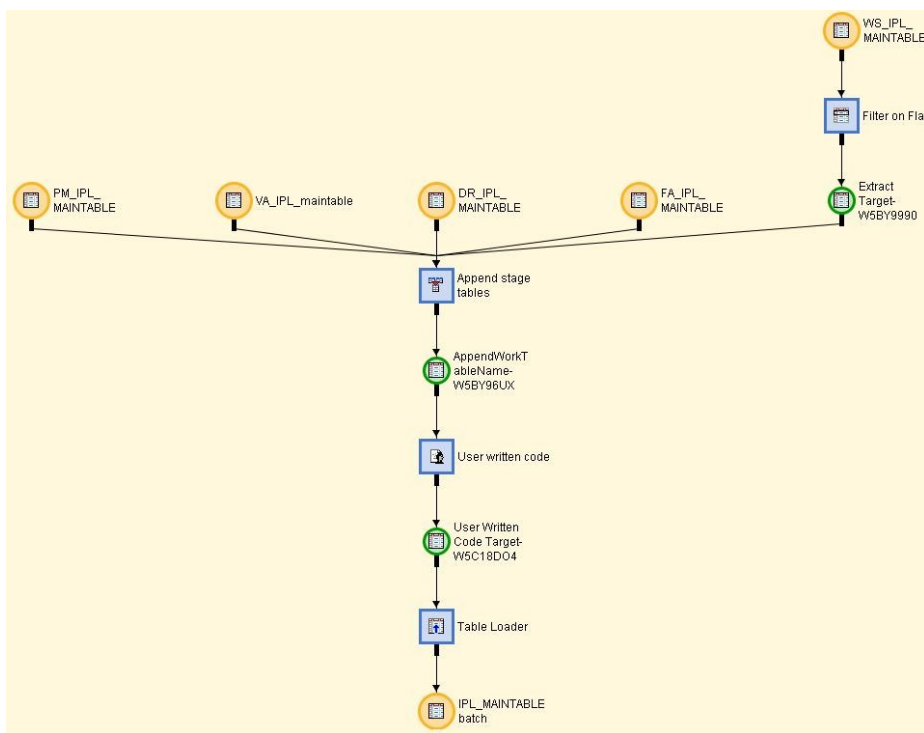 WS_IPL_
MAINTABLE
Filter on Fla
Extract
Target-
W5BY9990
PM_IPL_
MAINTABLE
VA_IPL_maintable
DR_IPL_
MAINTABLE
FA_IPL_
MAINTABLE
Append stage
tables
AppendWorkT
ableName-
W5BY96UX
User written code
User Written
Code Target-
W5C18DO4
Table Loader
IPL_MAINTABLE
batch